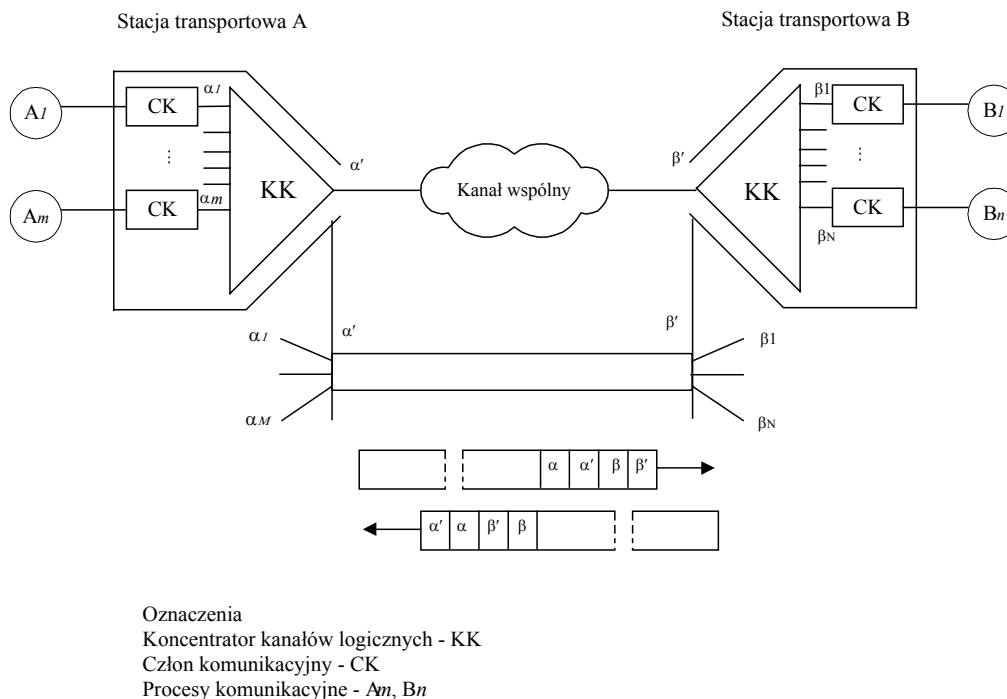 Stacja transportowa A
Stacja transportowa B
A1
CK
α1
...
Am
CK
αm
KK
α′
Kanał wspólny
β′
KK
β1
CK
B1
...
βN
CK
Bn
α1
α′
β′
β1
αM
βN
α α′ β β′
α′ α β′ β
Oznaczenia
Koncentrator kanałów logicznych - KK
Człon komunikacyjny - CK
Procesy komunikacyjne - Am, Bn